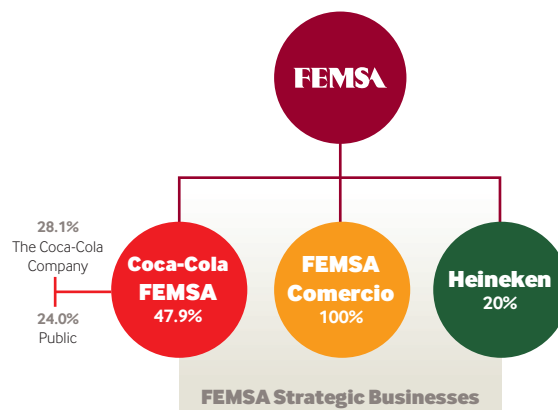 FEMSA
28.1%
The Coca-Cola
Company
24.0%
Public
Coca-Cola
FEMSA
47.9%
FEMSA
Comercio
100%
Heineken
20%
FEMSA Strategic Businesses